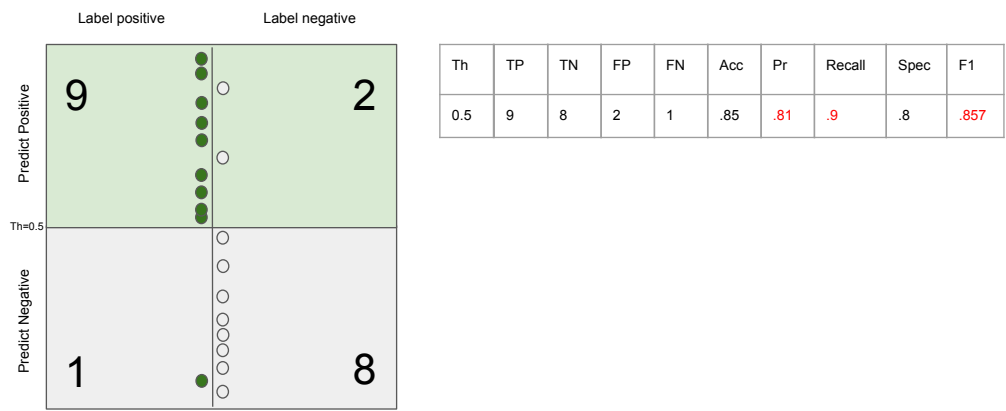 Label positive Label negative
9 2
Predict Positive
Th=0.5
Predict Negative
1 8
Th TP TN FP FN Acc Pr Recall Spec F1
0.5 9 8 2 1 .85 .81 .9 .8 .857